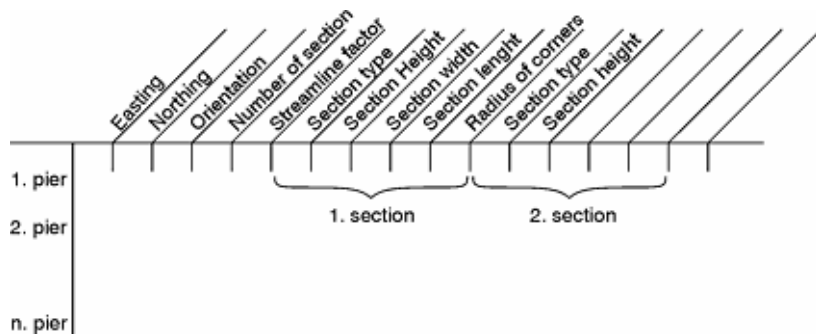 Easting
Northing
Orientation
Number of section
Streamline factor
Section type
Section Height
Section width
Section lenght
Radius of corners
Section type
Section height
1. pier
1. section
2. section
2. pier
n. pier